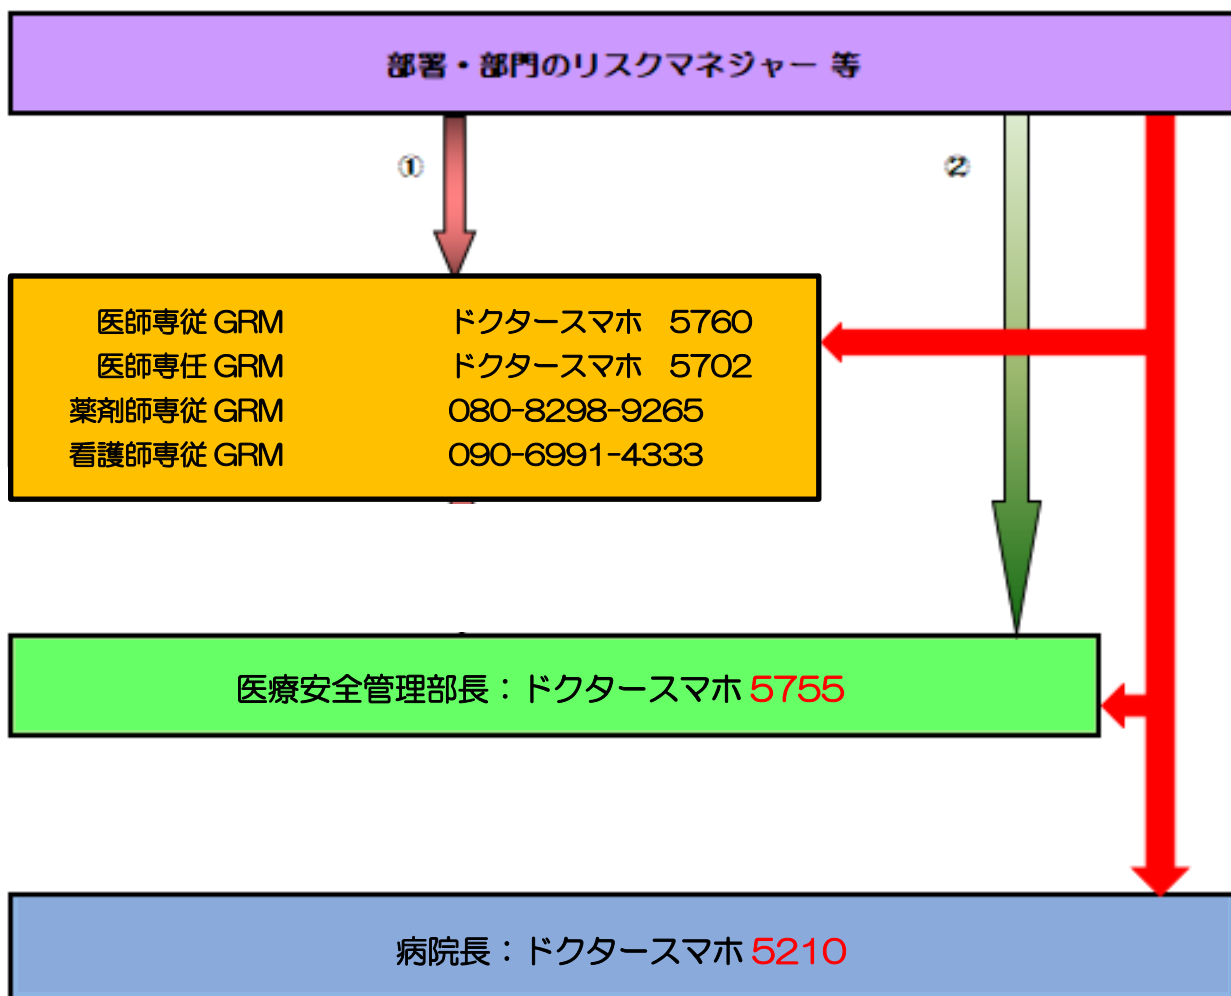 部署・部門のリスクマネジャー 等
① ②
医師専従 GRM ドクタースマホ 5760
医師専任 GRM ドクタースマホ 5702
薬剤師専従 GRM 080-8298-9265
看護師専従 GRM 090-6991-4333
医療安全管理部長：ドクタースマホ 5755
病院長：ドクタースマホ 5210